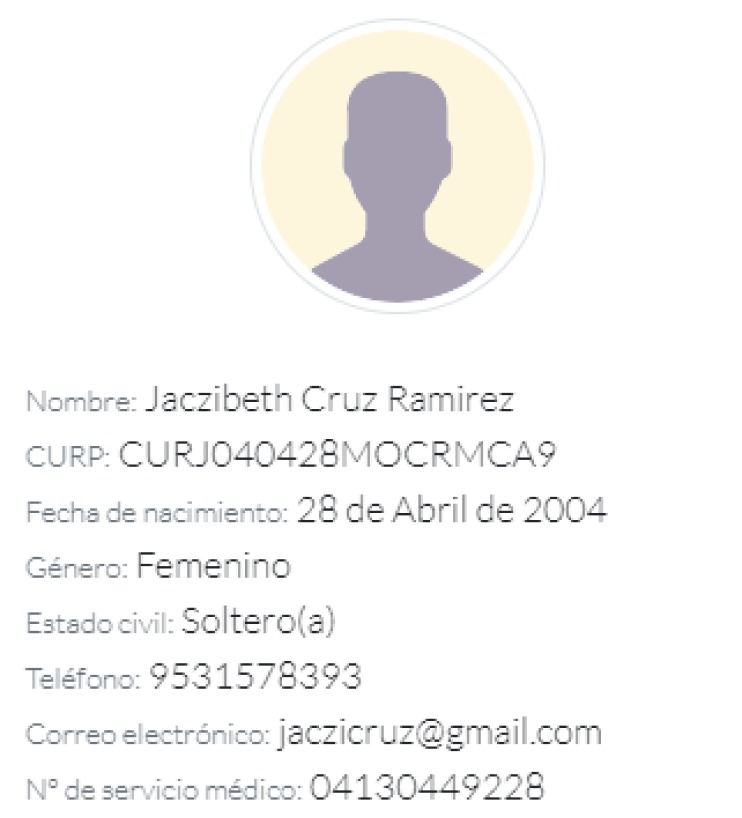 Nombre: Jaczibeth Cruz Ramirez
CURP: CURJ040428MOCRMCA9
Fecha de nacimiento: 28 de Abril de 2004
Género: Femenino
Estado civil: Soltero(a)
Teléfono: 9531578393
Correo electrónico: jaczicruz@gmail.com
N° de servicio médico: 04130449228